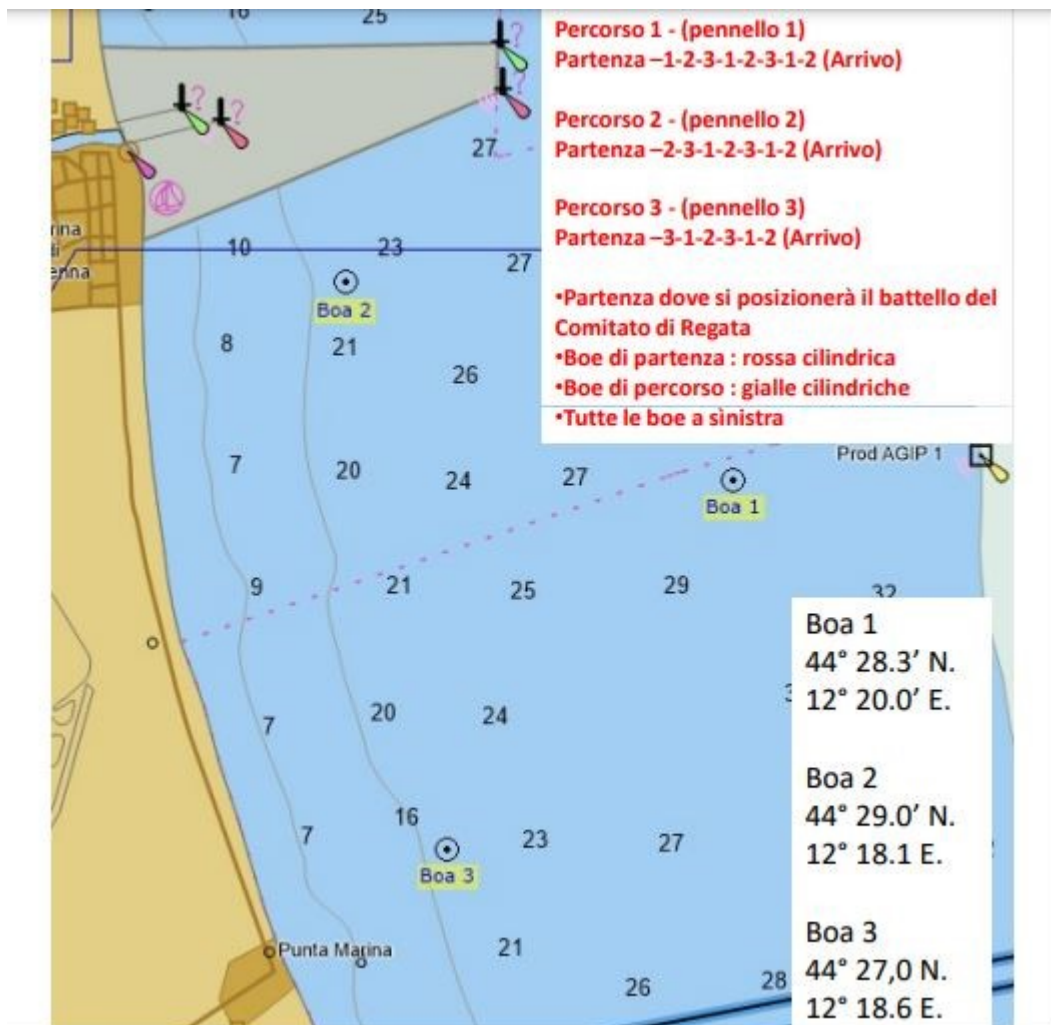 25
Percorso 1 - (pennello 1)
Partenza –1-2-3-1-2-3-1-2 (Arrivo)
Percorso 2 - (pennello 2)
Partenza –2-3-1-2-3-1-2 (Arrivo)
Percorso 3 - (pennello 3)
Partenza –3-1-2-3-1-2 (Arrivo)
•Partenza dove si posizionerà il battello del
Comitato di Regata
•Boe di partenza : rossa cilindrica
•Boe di percorso : gialle cilindriche
•Tutte le boe a sinistra
?
?
? ?
27
10 23 27
Boa 2
8 21 26
Prod AGIP 1
7 20 24 27
Boa 1
9 21 25 29 32
7 20 24
16
7 23 27
Boa 3
Punta Marina
21
26 28
Boa 1
44° 28.3’ N.
12° 20.0’ E.
Boa 2
44° 29.0’ N.
12° 18.1 E.
Boa 3
44° 27,0 N.
12° 18.6 E.